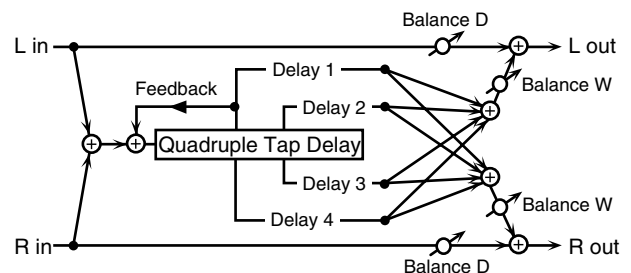 Balance D
L in
L out
Delay 1
Feedback
Balance W
Delay 2
Quadruple Tap Delay
Delay 3
Balance W
Delay 4
R in
R out
Balance D